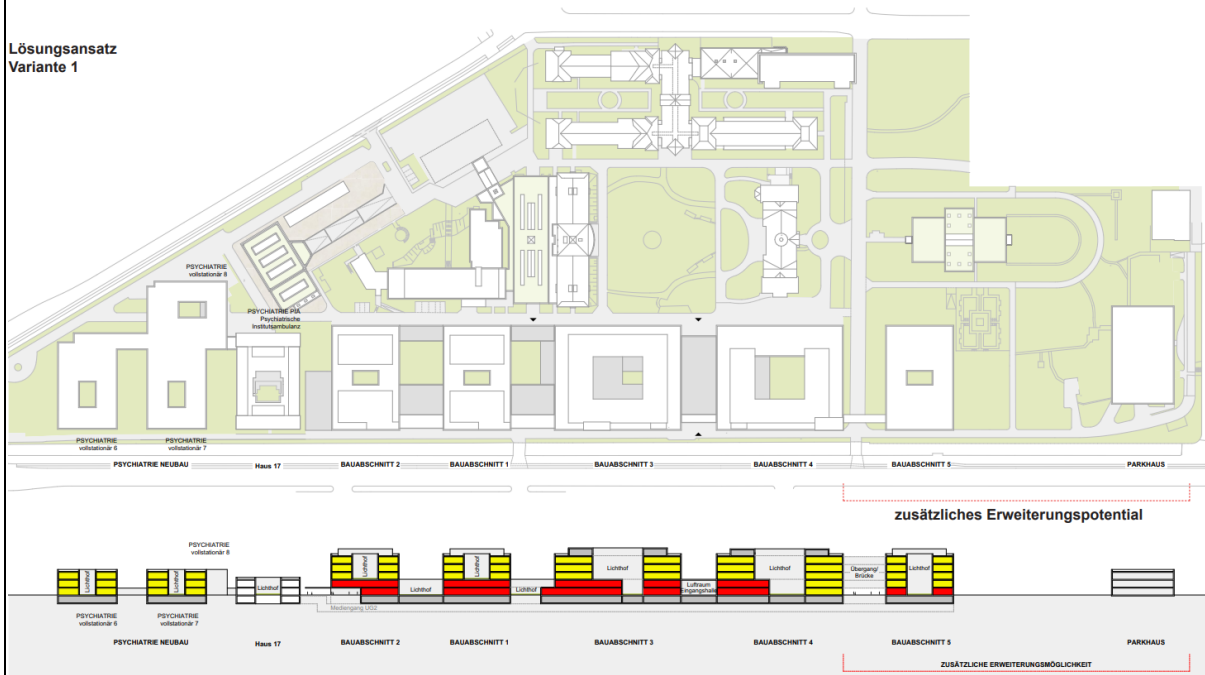 Lösungsansatz
Variante 1
PSYCHIATRIE
vollstationär 8
PSYCHIATRIE PIA
Psychiatrische
Institutsambulanz
PSYCHIATRIE
vollstationär 6
PSYCHIATRIE
vollstationär 7
PSYCHIATRIE NEUBAU
Haus 17
BAUABSCHNITT 2
BAUABSCHNITT 1
BAUABSCHNITT 3
BAUABSCHNITT 4
BAUABSCHNITT 5
PARKHAUS
zusätzliches Erweiterungspotential
PSYCHIATRIE
vollstationär 8
Lichthof
Lichthof
Lichthof
Lichthof
Lichthof
Lichthof
Lichthof
Lichthof
Luftraum
Eingangshalle
Lichthof
Übergang/
Brücke
Lichthof
Mediengang U02
PSYCHIATRIE
vollstationär 6
PSYCHIATRIE
vollstationär 7
PSYCHIATRIE NEUBAU
Haus 17
BAUABSCHNITT 2
BAUABSCHNITT 1
BAUABSCHNITT 3
BAUABSCHNITT 4
BAUABSCHNITT 5
PARKHAUS
ZUSÄTZLICHE ERWEITERUNGSMÖGLICHKEIT